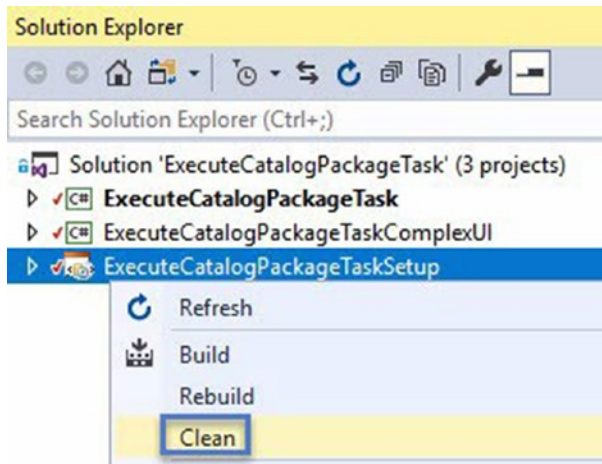 Solution Explorer
Search Solution Explorer (Ctrl+;)
Solution 'ExecuteCatalogPackageTask' (3 projects)
C# ExecuteCatalogPackageTask
C# ExecuteCatalogPackageTaskComplexUI
ExecuteCatalogPackageTaskSetup
Refresh
Build
Rebuild
Clean